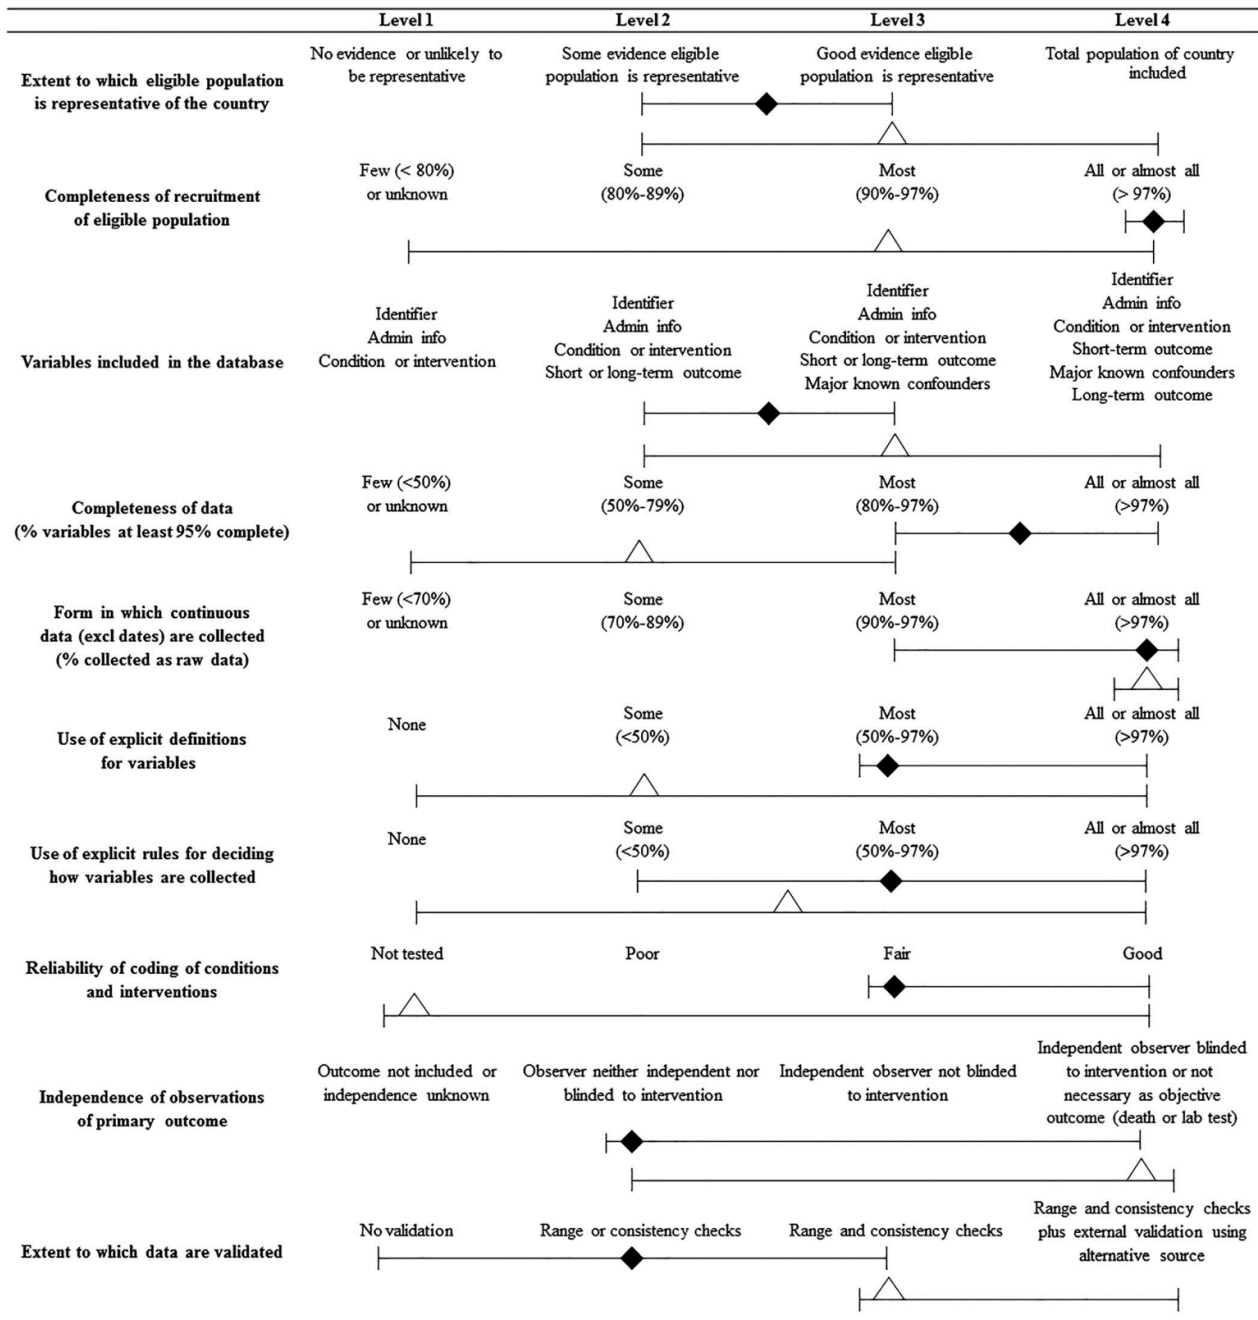 Level 1 Level 2 Level 3 Level 4
Extent to which eligible population
is representative of the country
No evidence or unlikely to
be representative
Some evidence eligible
population is representative
Good evidence eligible
population is representative
Total population of country
included
Completeness of recruitment
of eligible population
Few (< 80%)
or unknown
Some
(80%-89%)
Most
(90%-97%)
All or almost all
(> 97%)
Variables included in the database
Identifier
Admin info
Condition or intervention
Identifier
Admin info
Condition or intervention
Short or long-term outcome
Identifier
Admin info
Condition or intervention
Short or long-term outcome
Major known confounders
Identifier
Admin info
Condition or intervention
Short-term outcome
Major known confounders
Long-term outcome
Completeness of data
(% variables at least 95% complete)
Few (<50%)
or unknown
Some
(50%-79%)
Most
(80%-97%)
All or almost all
(>97%)
Form in which continuous
data (excl dates) are collected
(% collected as raw data)
Few (<70%)
or unknown
Some
(70%-89%)
Most
(90%-97%)
All or almost all
(>97%)
Use of explicit definitions
for variables
None
Some
(<50%)
Most
(50%-97%)
All or almost all
(>97%)
Use of explicit rules for deciding
how variables are collected
None
Some
(<50%)
Most
(50%-97%)
All or almost all
(>97%)
Reliability of coding of conditions
and interventions
Not tested
Poor
Fair
Good
Independence of observations
of primary outcome
Outcome not included or
independence unknown
Observer neither independent nor
blinded to intervention
Independent observer not blinded
to intervention
Independent observer blinded
to intervention or not
necessary as objective
outcome (death or lab test)
Extent to which data are validated
No validation
Range or consistency checks
Range and consistency checks
Range and consistency checks
plus external validation using
alternative source